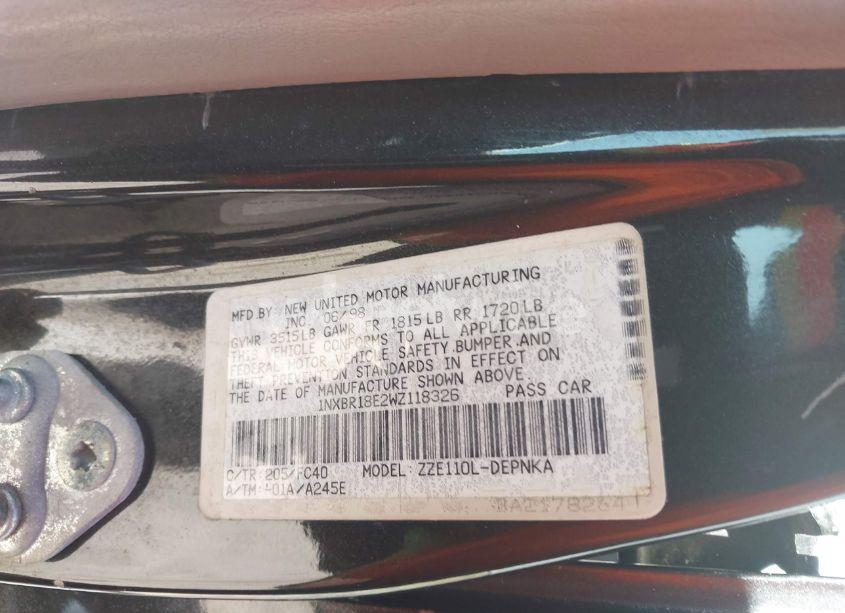 MFD.BY: NEW UNITED MOTOR MANUFACTURING
INC. 06/98
GVWR 3515LB GAWR FR 1815LB RR 1720LB
THIS VEHICLE CONFORMS TO ALL APPLICABLE
FEDERAL MOTOR VEHICLE SAFETY,BUMPER,AND
THEFT PREVENTION STANDARDS IN EFFECT ON
THE DATE OF MANUFACTURE SHOWN ABOVE.
1NXBR18E2WZ118326 PASS CAR
C/TR: 205/FC40 MODEL: ZZE110L-DEPNKA
A/TM: -01A/A245E